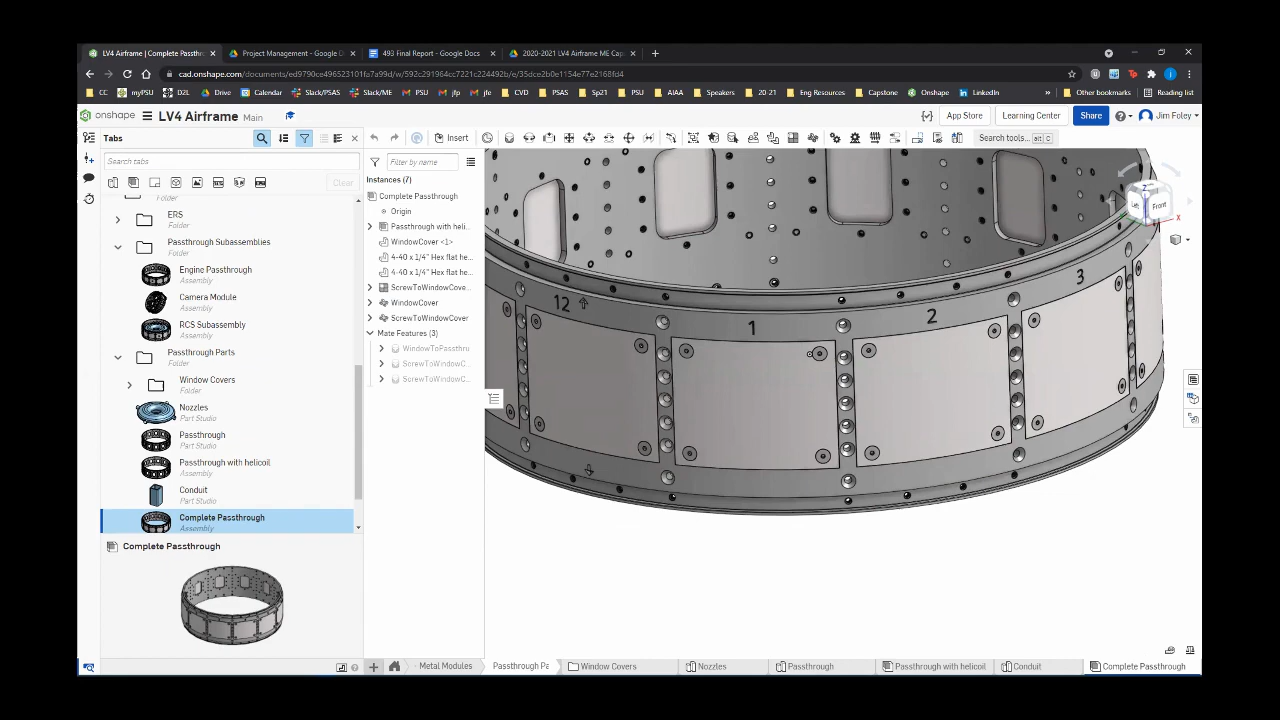 LV4 Airframe | Complete Passthr
Project Management - Google D
493 Final Report - Google Docs
2020-2021 LV4 Airframe ME Cap
cad.onshape.com/documents/ed9790ce496523101fa7a99d/w/592c291964cc7221c224492b/e/35dce2b0e1154e77e2168fd4
CC myPSU D2L Drive Calendar Slack/PSAS Slack/ME PSU jfp jfe CVD PSAS Sp21 PSU AIAA Speakers 20-21 Eng Resources Capstone Onshape LinkedIn » Other bookmarks Reading list
onshape LV4 Airframe Main App Store Learning Center Share Jim Foley
Tabs
Insert
Search tools... alt C
Search tabs
Clear
Folder
ERS
Folder
Passthrough Subassemblies
Folder
Engine Passthrough
Assembly
Camera Module
Assembly
RCS Subassembly
Assembly
Passthrough Parts
Folder
Window Covers
Folder
Nozzles
Part Studio
Passthrough
Part Studio
Passthrough with helicoil
Assembly
Conduit
Part Studio
Complete Passthrough
Assembly
Complete Passthrough
Filter by name
Instances (7)
Complete Passthrough
Origin
Passthrough with heli...
WindowCover <1>
4-40 x 1/4" Hex flat he...
4-40 x 1/4" Hex flat he...
ScrewToWindowCove...
WindowCover
ScrewToWindowCover
Mate Features (3)
WindowToPassthru
ScrewToWindowC...
ScrewToWindowC...
12 1 2 3
Left Front
Z X
Metal Modules Passthrough Pa Window Covers Nozzles Passthrough Passthrough with helicoil Conduit Complete Passthrough